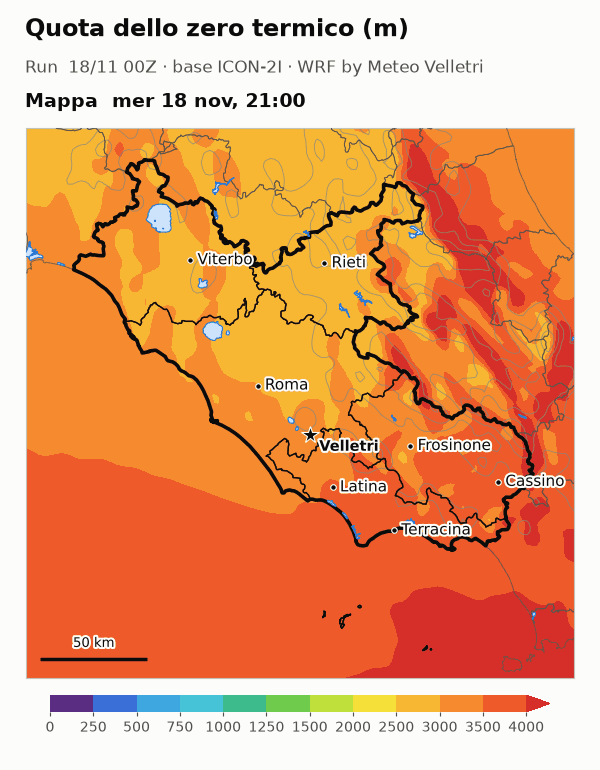 Quota dello zero termico (m)
Run  18/11 00Z · base ICON-2I · WRF by Meteo Velletri
Mappa  mer 18 nov, 21:00
Viterbo
Rieti
Roma
Velletri
Frosinone
Cassino
Latina
Terracina
50 km
0 250 500 750 1000 1250 1500 2000 2500 3000 3500 4000